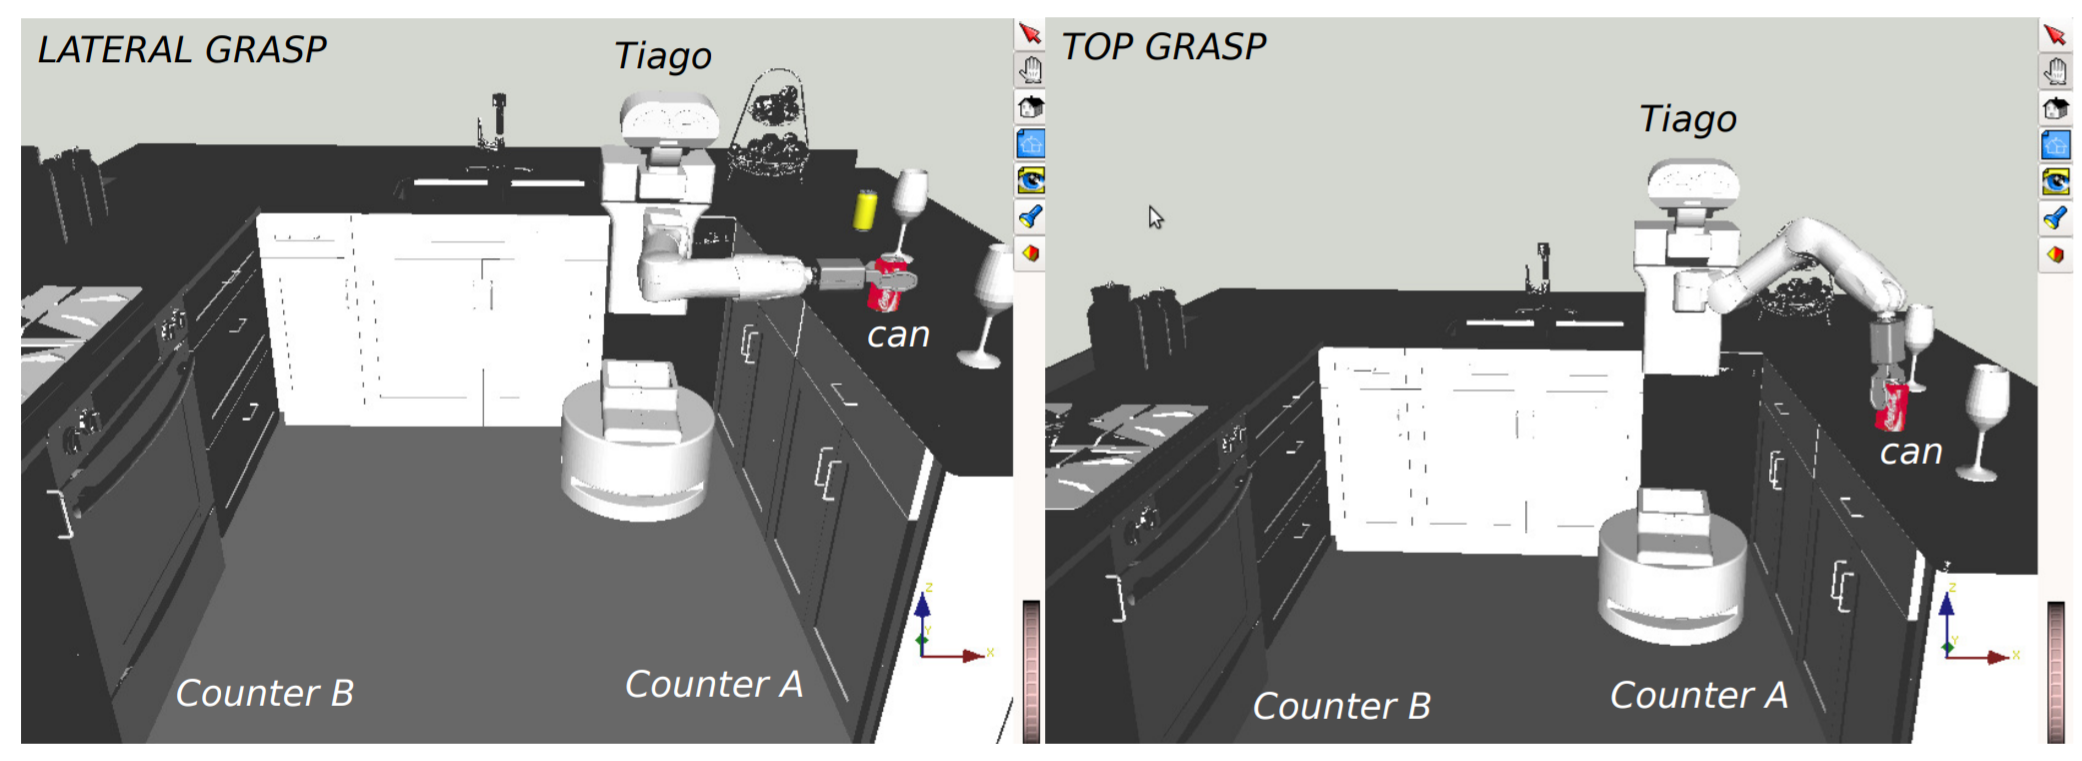 LATERAL GRASP
Tiago
can
Counter B
Counter A
Z
Y
X
TOP GRASP
Tiago
can
Counter B
Counter A
Z
Y
X